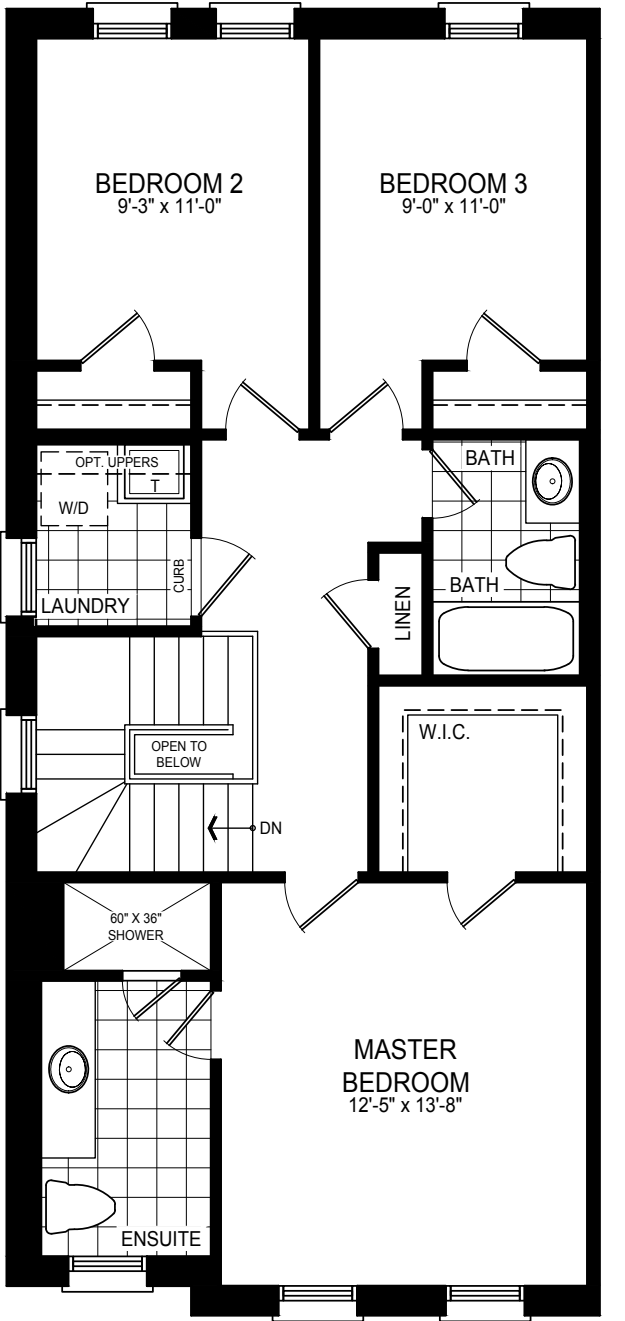 BEDROOM 2
9'-3" x 11'-0"
BEDROOM 3
9'-0" x 11'-0"
OPT. UPPERS
T
W/D
CURB
LAUNDRY
BATH
BATH
LINEN
W.I.C.
OPEN TO
BELOW
DN
60" X 36"
SHOWER
MASTER
BEDROOM
12'-5" x 13'-8"
ENSUITE